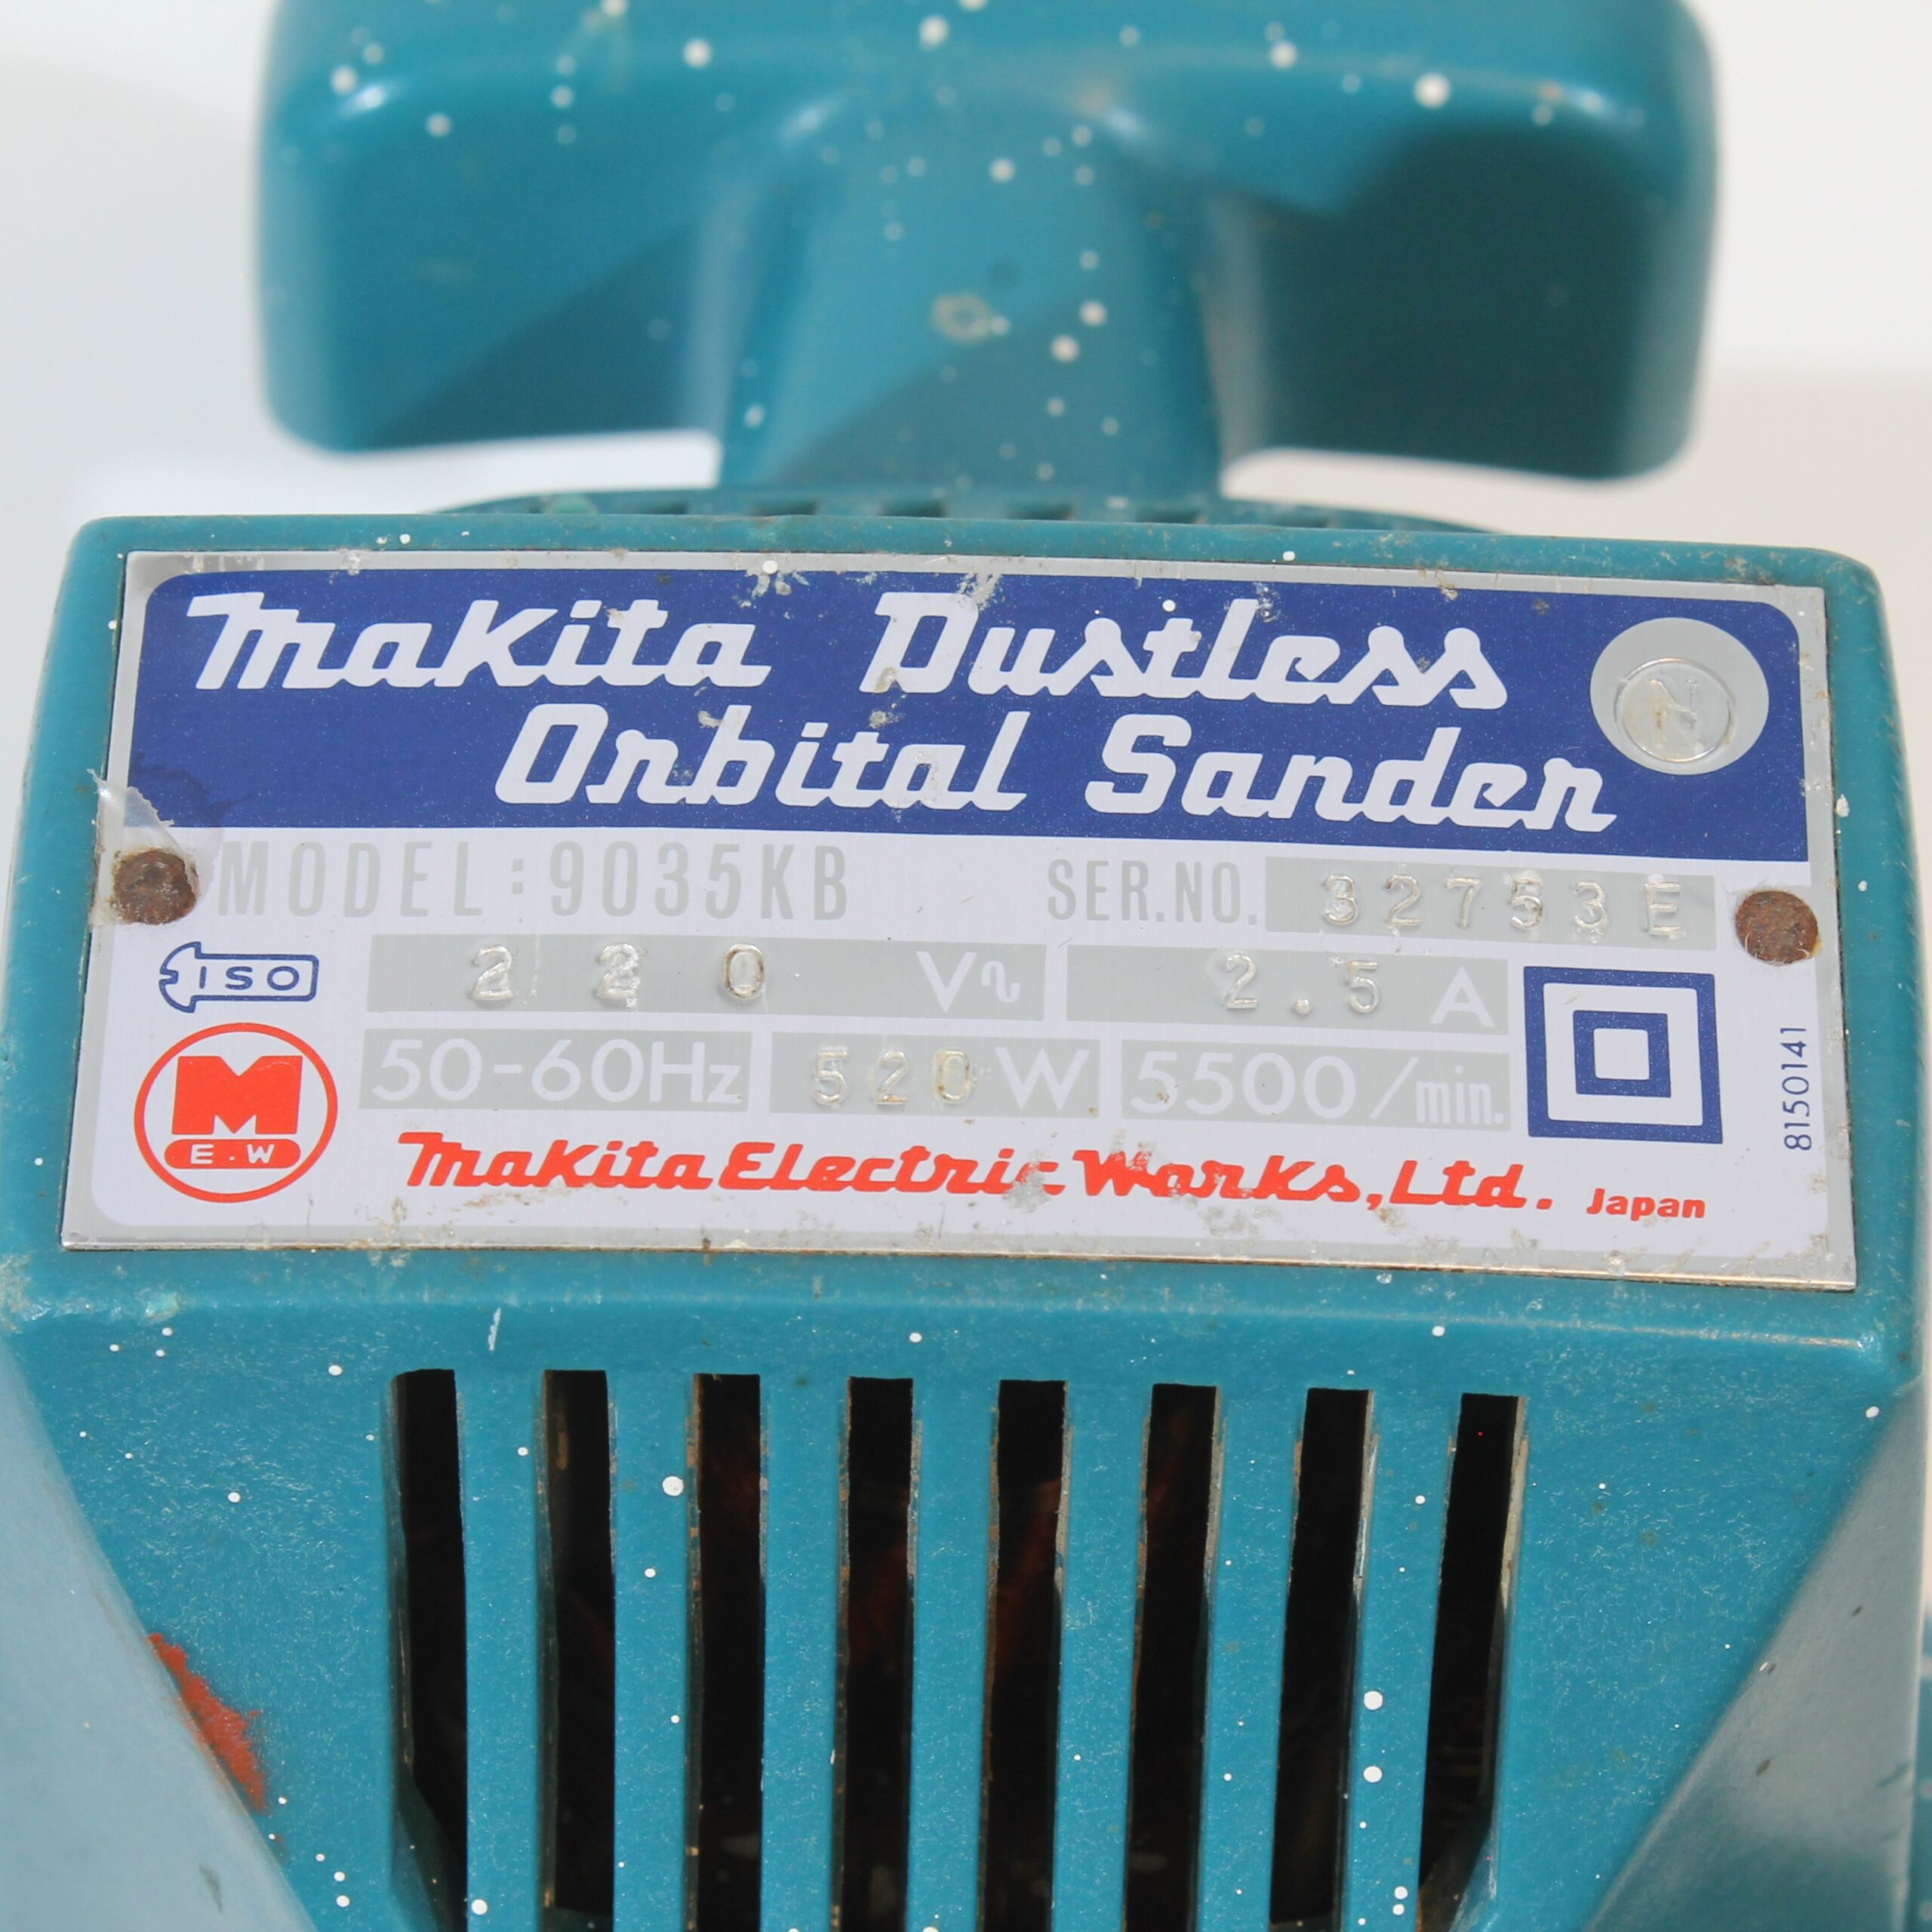 Makita Dustless
Orbital Sander
N
MODEL:9035KB SER.NO. 32753E
ISO 220 V~ 2.5 A
50-60Hz 520 W 5500/min.
M
E.W
Makita Electric Works, Ltd. Japan
8150141